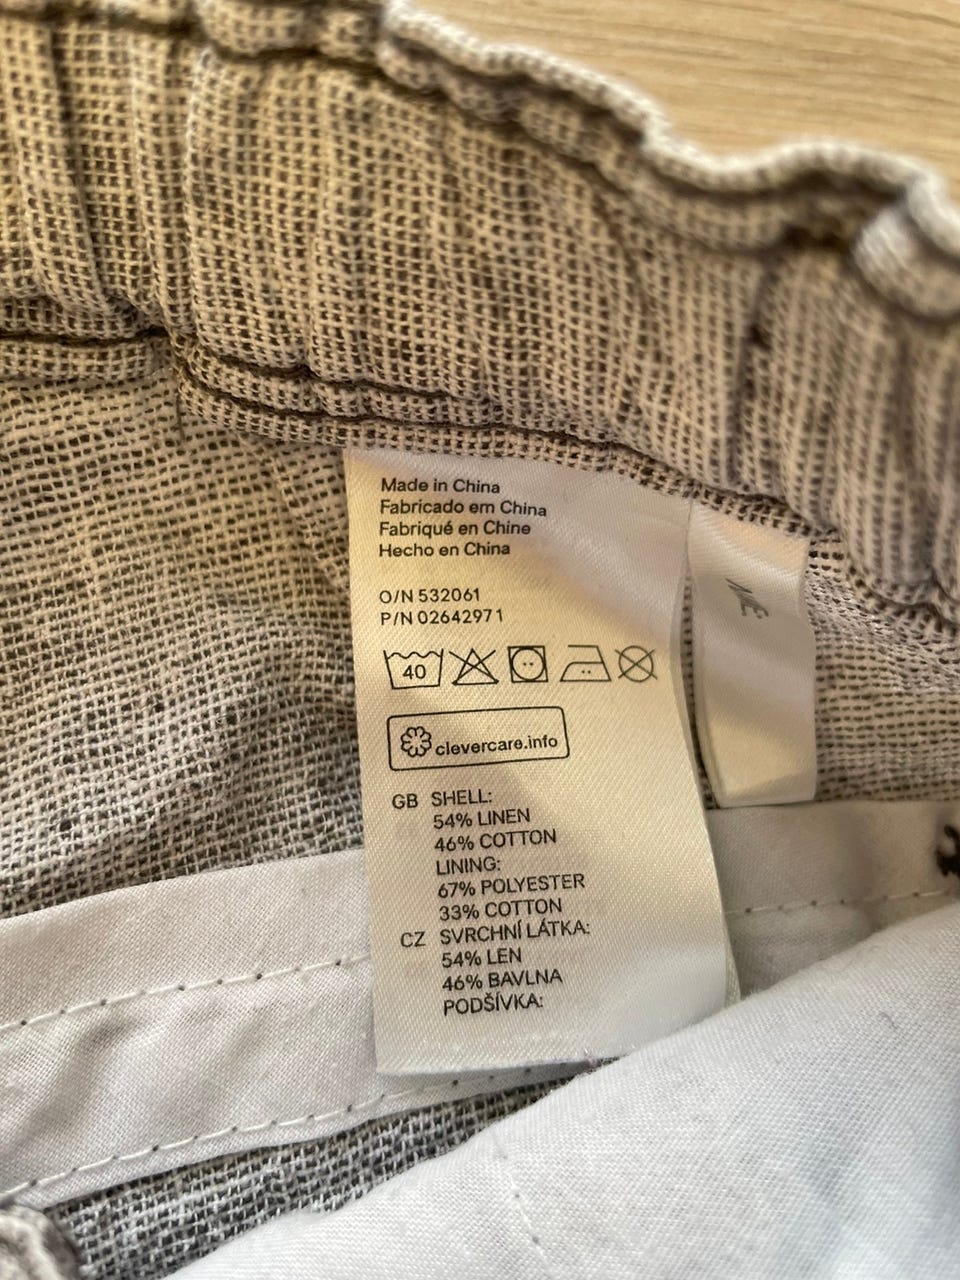 Made in China
Fabricado em China
Fabriqué en Chine
Hecho en China
O/N 532061
P/N 02642971
40
clevercare.info
GB SHELL:
54% LINEN
46% COTTON
LINING:
67% POLYESTER
33% COTTON
CZ SVRCHNÍ LÁTKA:
54% LEN
46% BAVLNA
PODŠÍVKA: